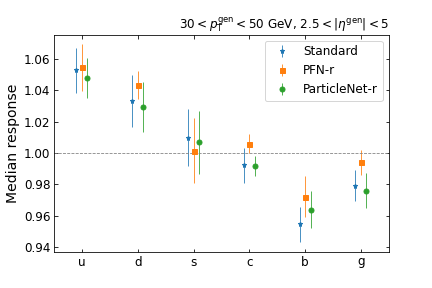 30 < p_T^gen < 50 GeV, 2.5 < |η^gen| < 5
Standard
PFN-r
ParticleNet-r
Median response
1.06
1.04
1.02
1.00
0.98
0.96
0.94
u d s c b g